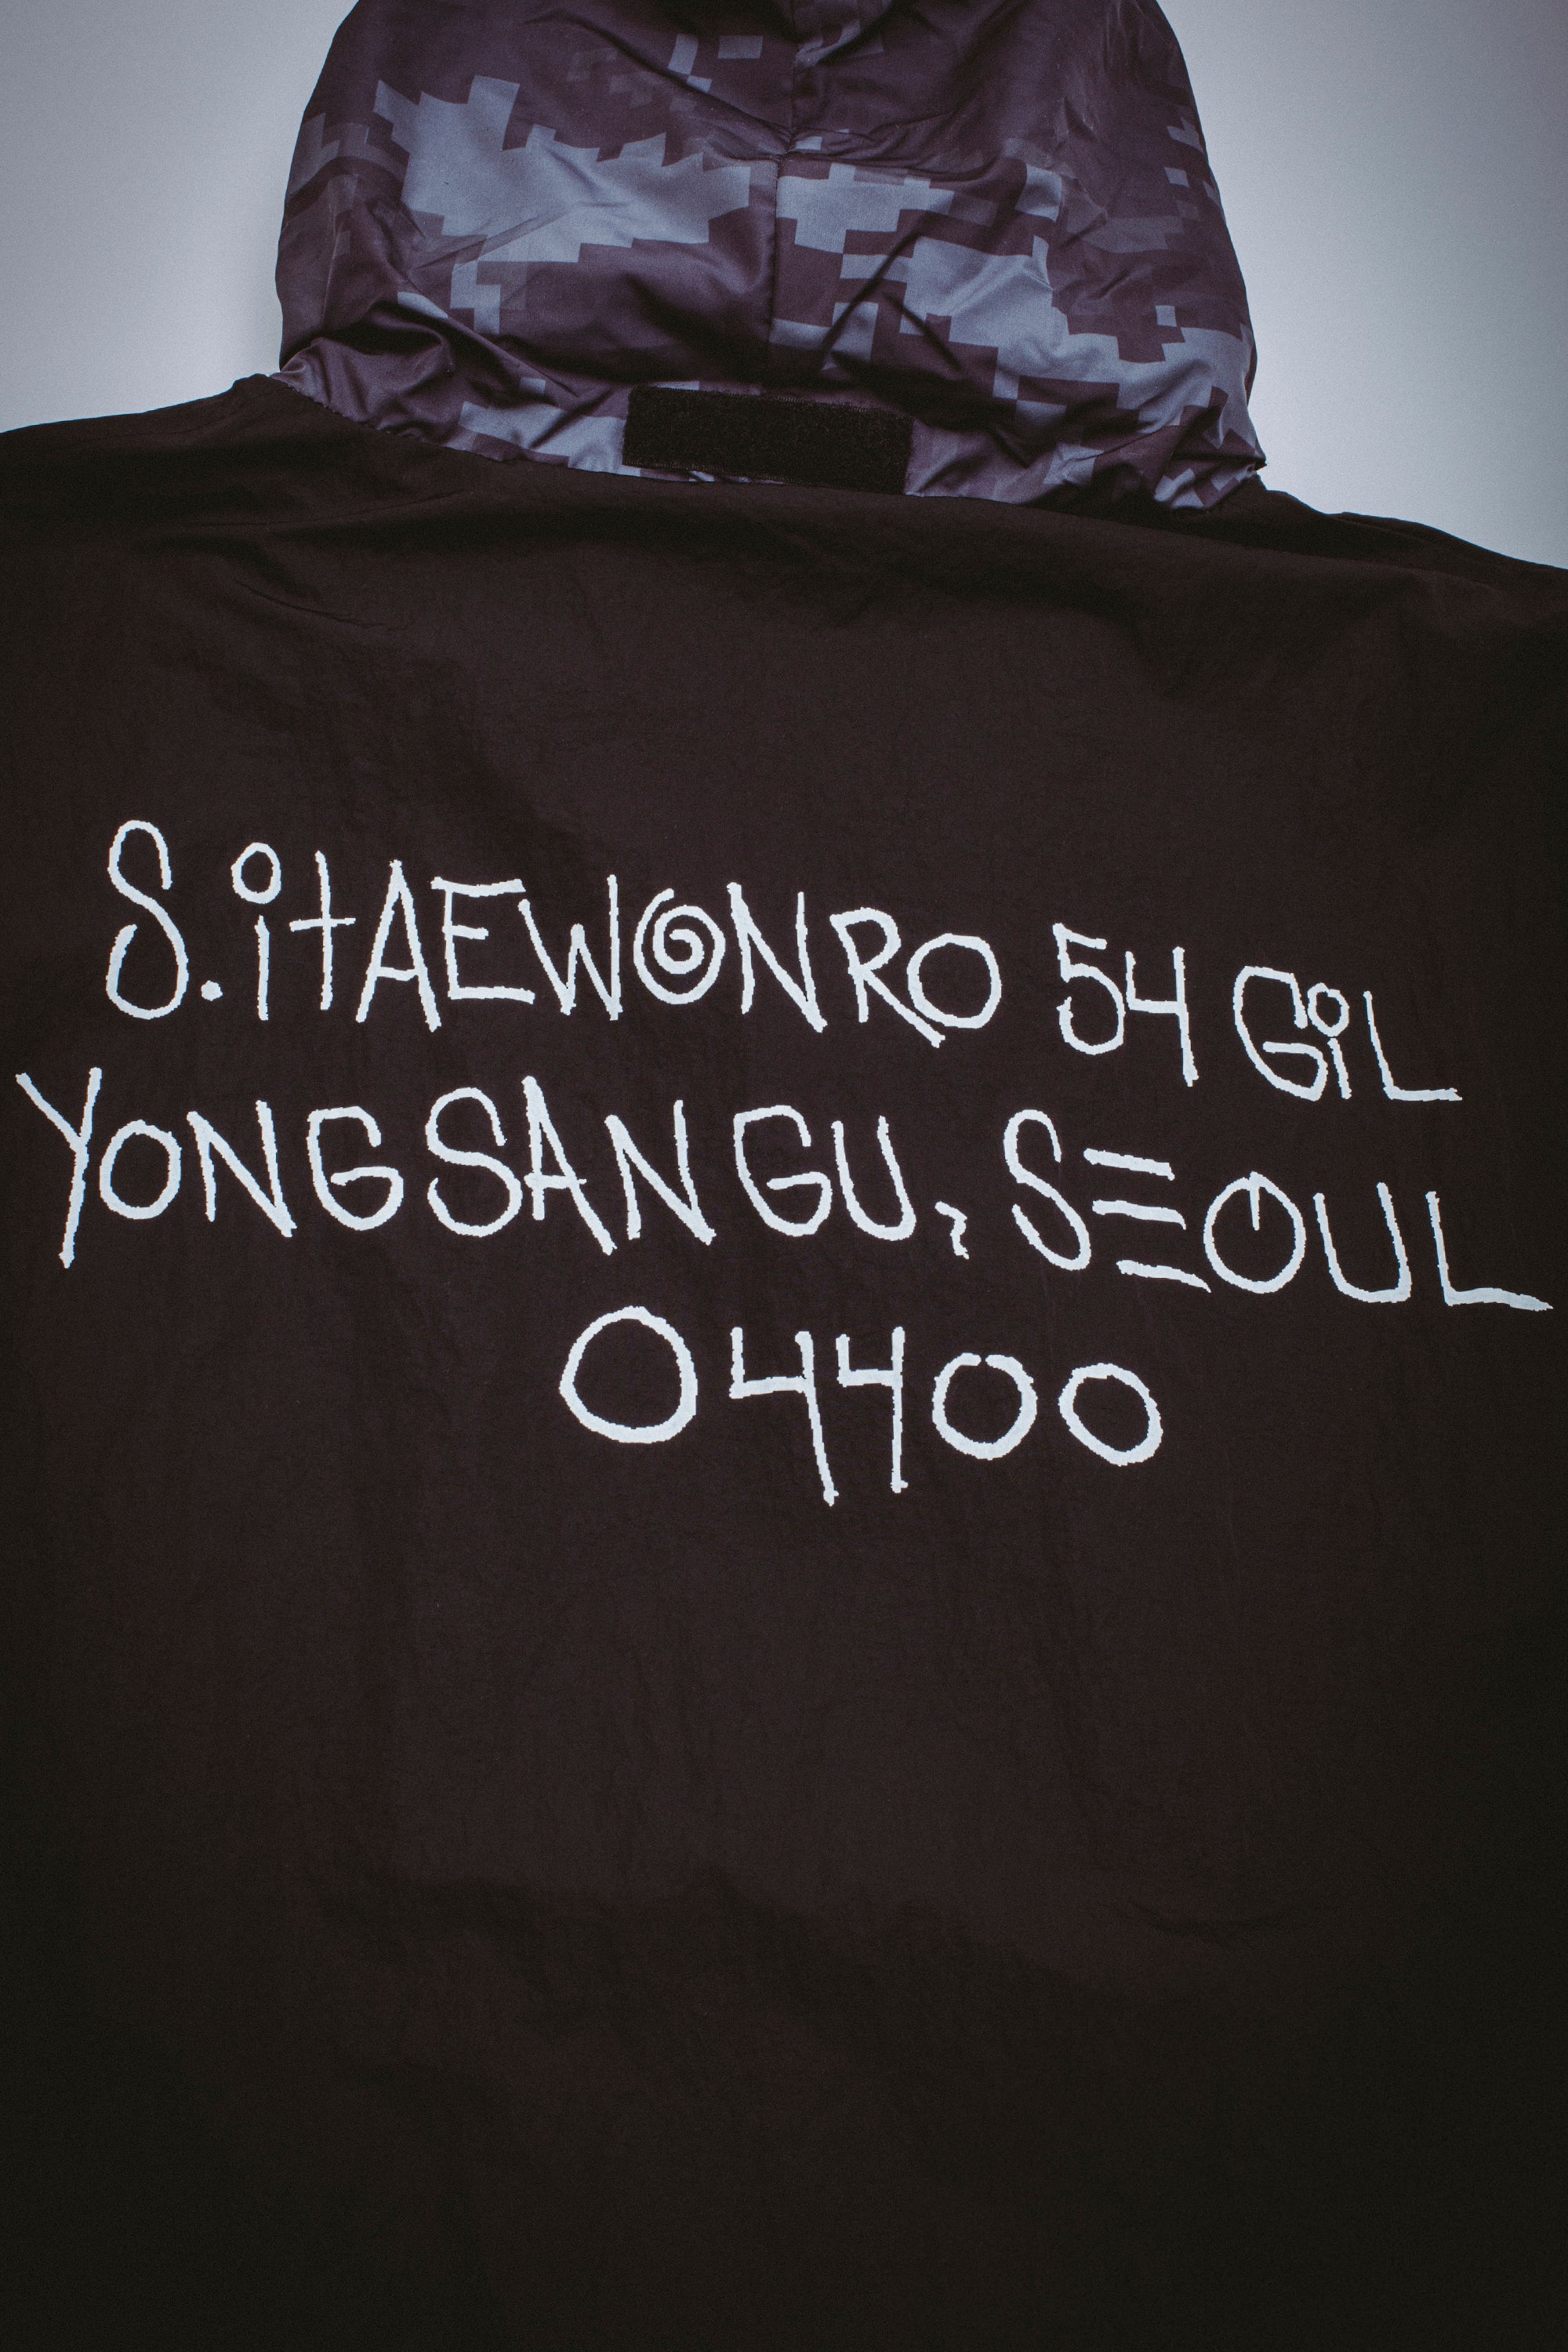 S.iTAEWONRO 54 GiL
YONGSANGU, SEOUL
04400